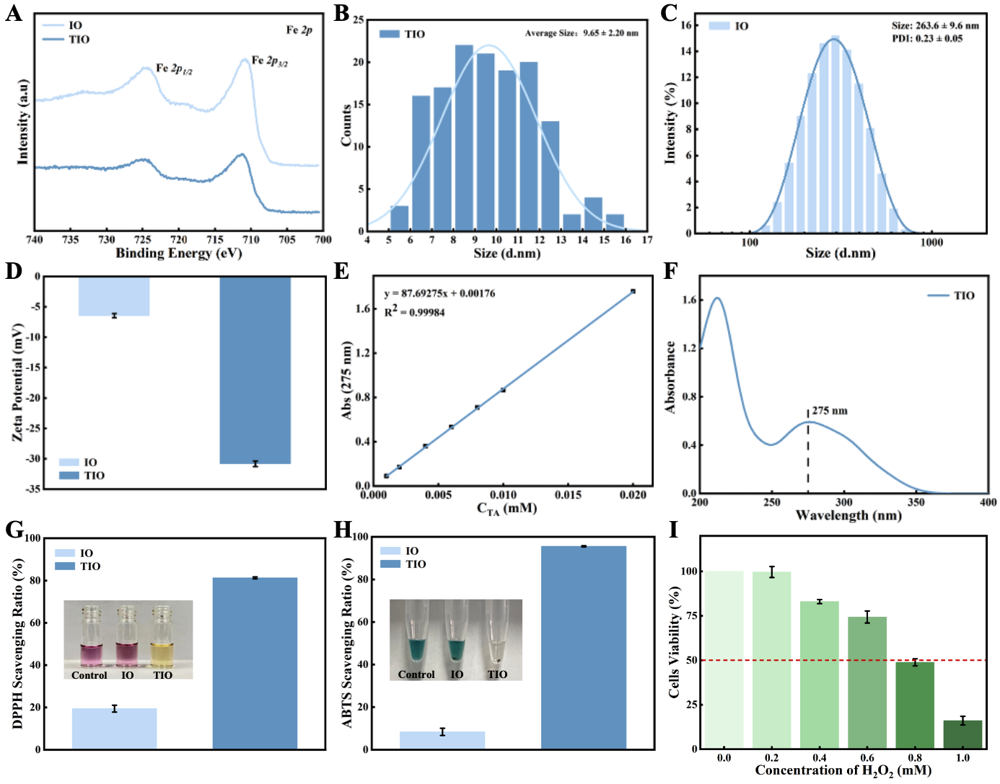 A
IO
TIO
Fe 2p
Fe 2p1/2
Fe 2p3/2
Intensity (a.u)
740 735 730 725 720 715 710 705 700
Binding Energy (eV)
B
TIO
Average Size: 9.65 ± 2.20 nm
Counts
25
20
15
10
5
0
4 5 6 7 8 9 10 11 12 13 14 15 16 17
Size (d.nm)
C
IO
Size: 263.6 ± 9.6 nm
PDI: 0.23 ± 0.05
Intensity (%)
16
14
12
10
8
6
4
2
0
100 1000
Size (d.nm)
D
Zeta Potential (mV)
0
-5
-10
-15
-20
-25
-30
-35
IO
TIO
E
y = 87.69275x + 0.00176
R² = 0.99984
Abs (275 nm)
1.6
1.2
0.8
0.4
0.0
0.000 0.005 0.010 0.015 0.020
CTA (mM)
F
TIO
275 nm
Absorbance
1.6
1.2
0.8
0.4
0.0
200 250 300 350 400
Wavelength (nm)
G
IO
TIO
DPPH Scavenging Ratio (%)
100
80
60
40
20
0
Control IO TIO
H
IO
TIO
ABTS Scavenging Ratio (%)
100
80
60
40
20
0
Control IO TIO
I
Cells Viability (%)
100
75
50
25
0
0.0 0.2 0.4 0.6 0.8 1.0
Concentration of H2O2 (mM)